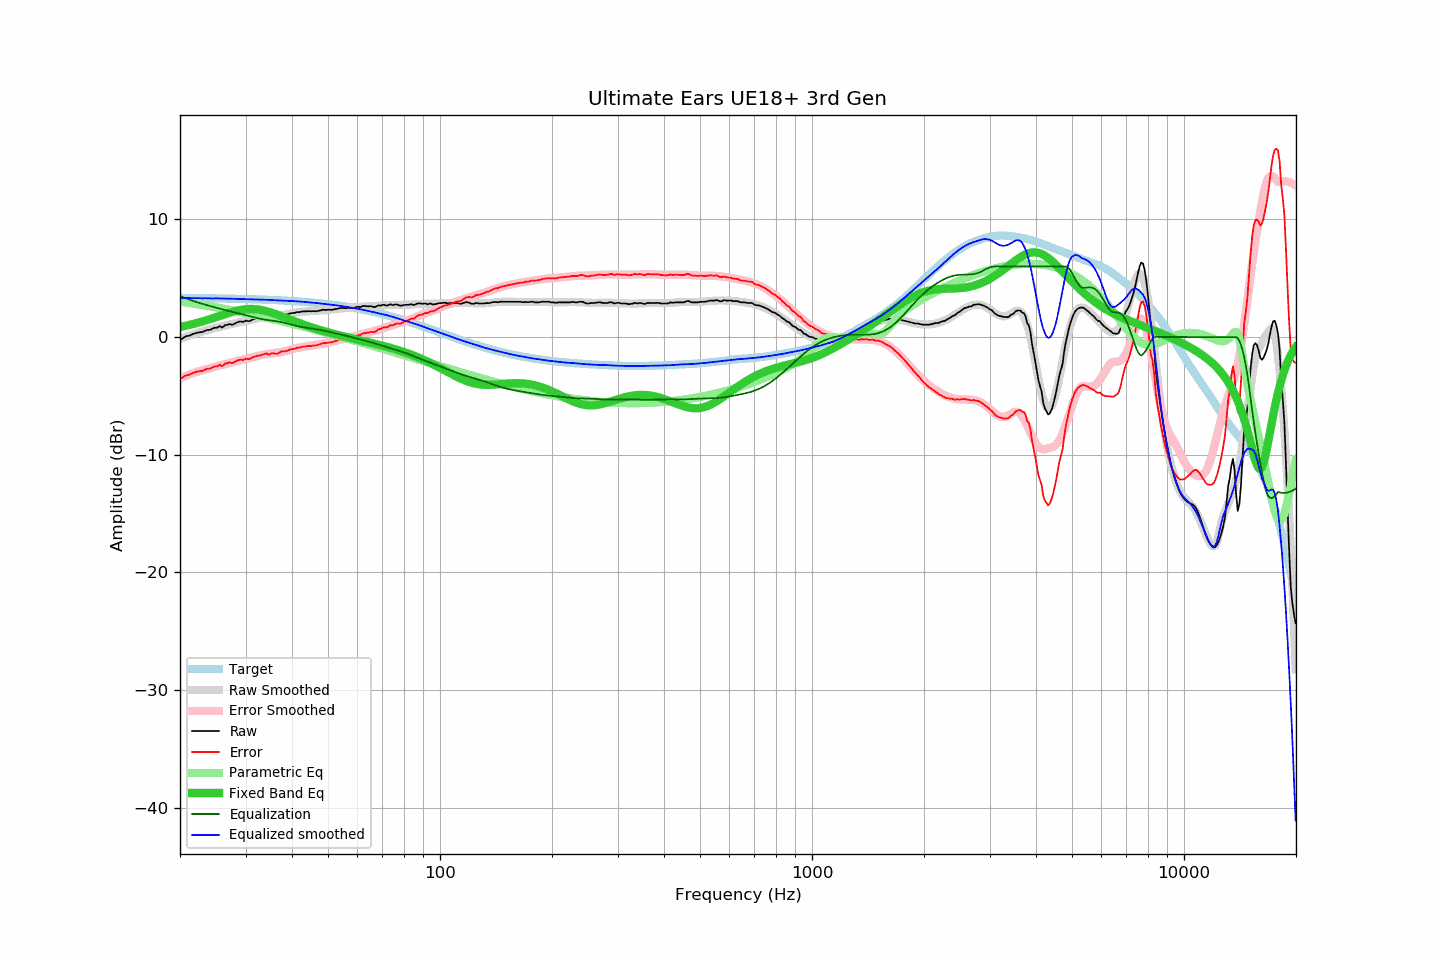 Ultimate Ears UE18+ 3rd Gen
Amplitude (dBr)
10
0
−10
−20
−30
−40
Target
Raw Smoothed
Error Smoothed
Raw
Error
Parametric Eq
Fixed Band Eq
Equalization
Equalized smoothed
100
1000
10000
Frequency (Hz)